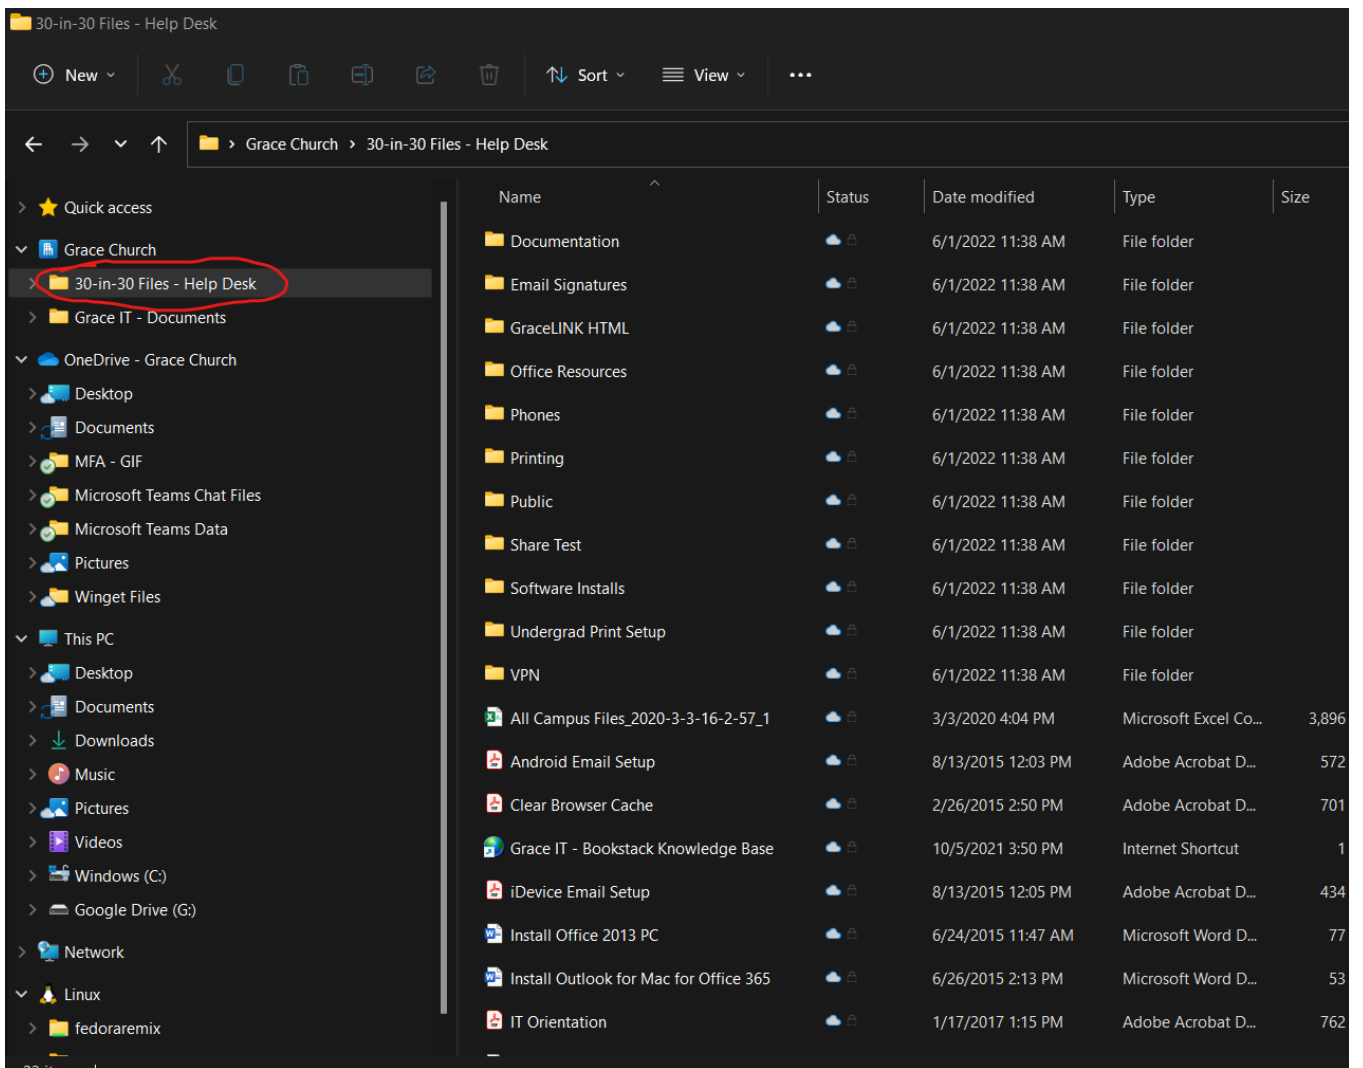 30-in-30 Files - Help Desk
New Sort View
Grace Church 30-in-30 Files - Help Desk
Quick access
Grace Church
30-in-30 Files - Help Desk
Grace IT - Documents
OneDrive - Grace Church
Desktop
Documents
MFA - GIF
Microsoft Teams Chat Files
Microsoft Teams Data
Pictures
Winget Files
This PC
Desktop
Documents
Downloads
Music
Pictures
Videos
Windows (C:)
Google Drive (G:)
Network
Linux
fedoraremix
Name Status Date modified Type Size
Documentation 6/1/2022 11:38 AM File folder
Email Signatures 6/1/2022 11:38 AM File folder
GraceLINK HTML 6/1/2022 11:38 AM File folder
Office Resources 6/1/2022 11:38 AM File folder
Phones 6/1/2022 11:38 AM File folder
Printing 6/1/2022 11:38 AM File folder
Public 6/1/2022 11:38 AM File folder
Share Test 6/1/2022 11:38 AM File folder
Software Installs 6/1/2022 11:38 AM File folder
Undergrad Print Setup 6/1/2022 11:38 AM File folder
VPN 6/1/2022 11:38 AM File folder
All Campus Files_2020-3-3-16-2-57_1 3/3/2020 4:04 PM Microsoft Excel Co... 3,896
Android Email Setup 8/13/2015 12:03 PM Adobe Acrobat D... 572
Clear Browser Cache 2/26/2015 2:50 PM Adobe Acrobat D... 701
Grace IT - Bookstack Knowledge Base 10/5/2021 3:50 PM Internet Shortcut 1
iDevice Email Setup 8/13/2015 12:05 PM Adobe Acrobat D... 434
Install Office 2013 PC 6/24/2015 11:47 AM Microsoft Word D... 77
Install Outlook for Mac for Office 365 6/26/2015 2:13 PM Microsoft Word D... 53
IT Orientation 1/17/2017 1:15 PM Adobe Acrobat D... 762